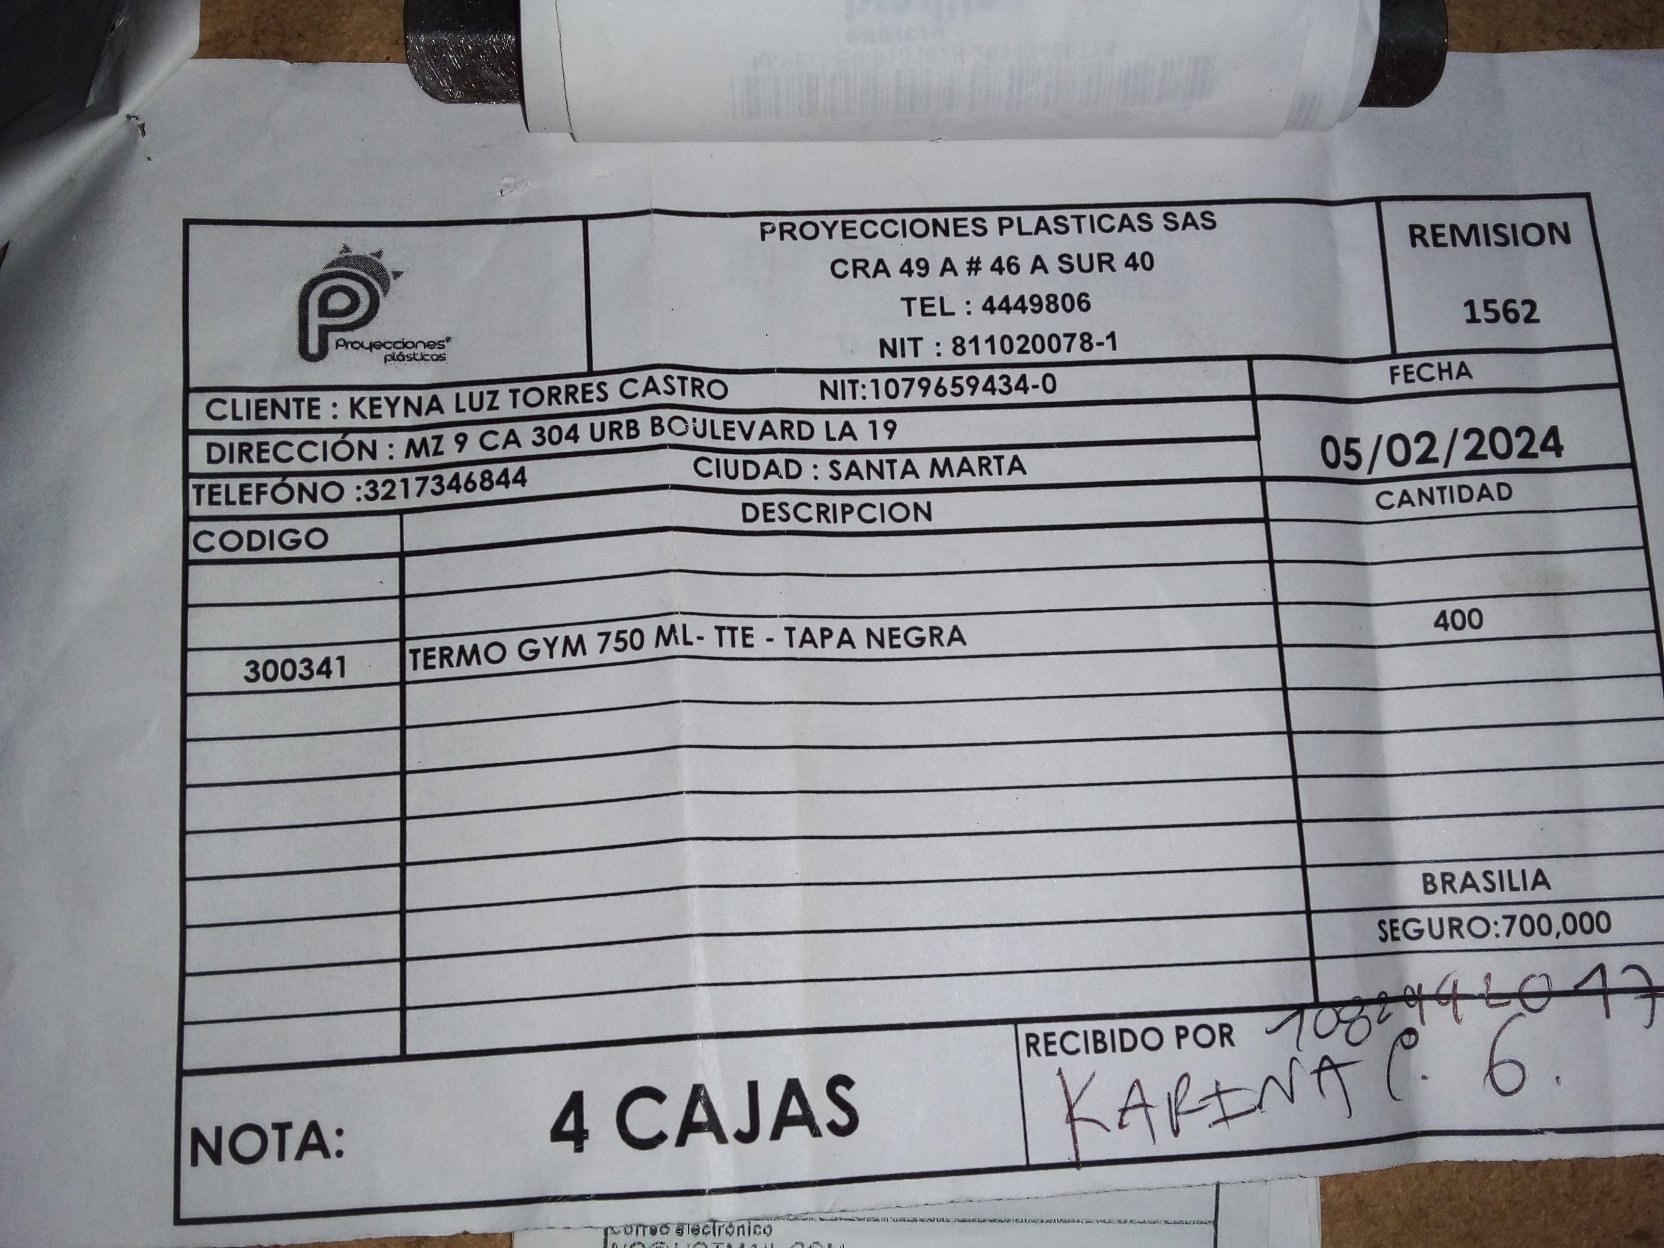 PROYECCIONES PLASTICAS SAS
CRA 49 A # 46 A SUR 40
TEL : 4449806
NIT : 811020078-1
REMISION
1562
Proyecciones®
plásticas
CLIENTE : KEYNA LUZ TORRES CASTRO NIT:1079659434-0
FECHA
DIRECCIÓN : MZ 9 CA 304 URB BOULEVARD LA 19
05/02/2024
TELEFÓNO :3217346844 CIUDAD : SANTA MARTA
CODIGO DESCRIPCION CANTIDAD
300341 TERMO GYM 750 ML- TTE - TAPA NEGRA 400
BRASILIA
SEGURO:700,000
RECIBIDO POR
KARINA C. G.
NOTA: 4 CAJAS
correo electrónico